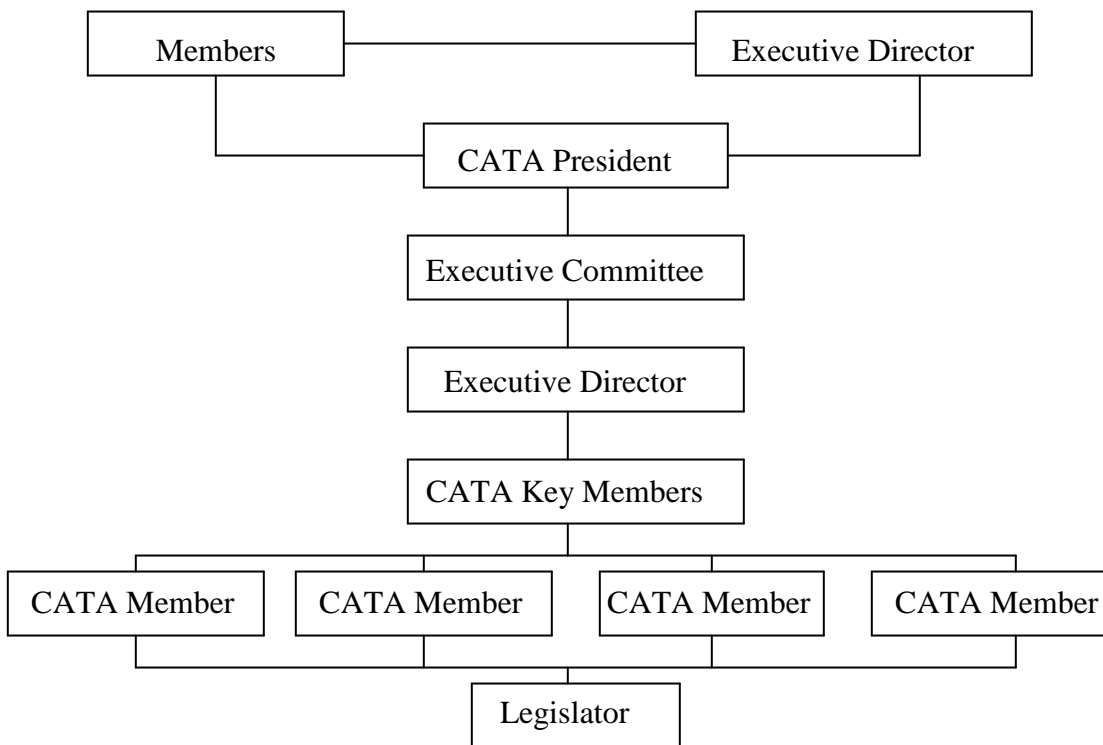 Members
Executive Director
CATA President
Executive Committee
Executive Director
CATA Key Members
CATA Member
CATA Member
CATA Member
CATA Member
Legislator